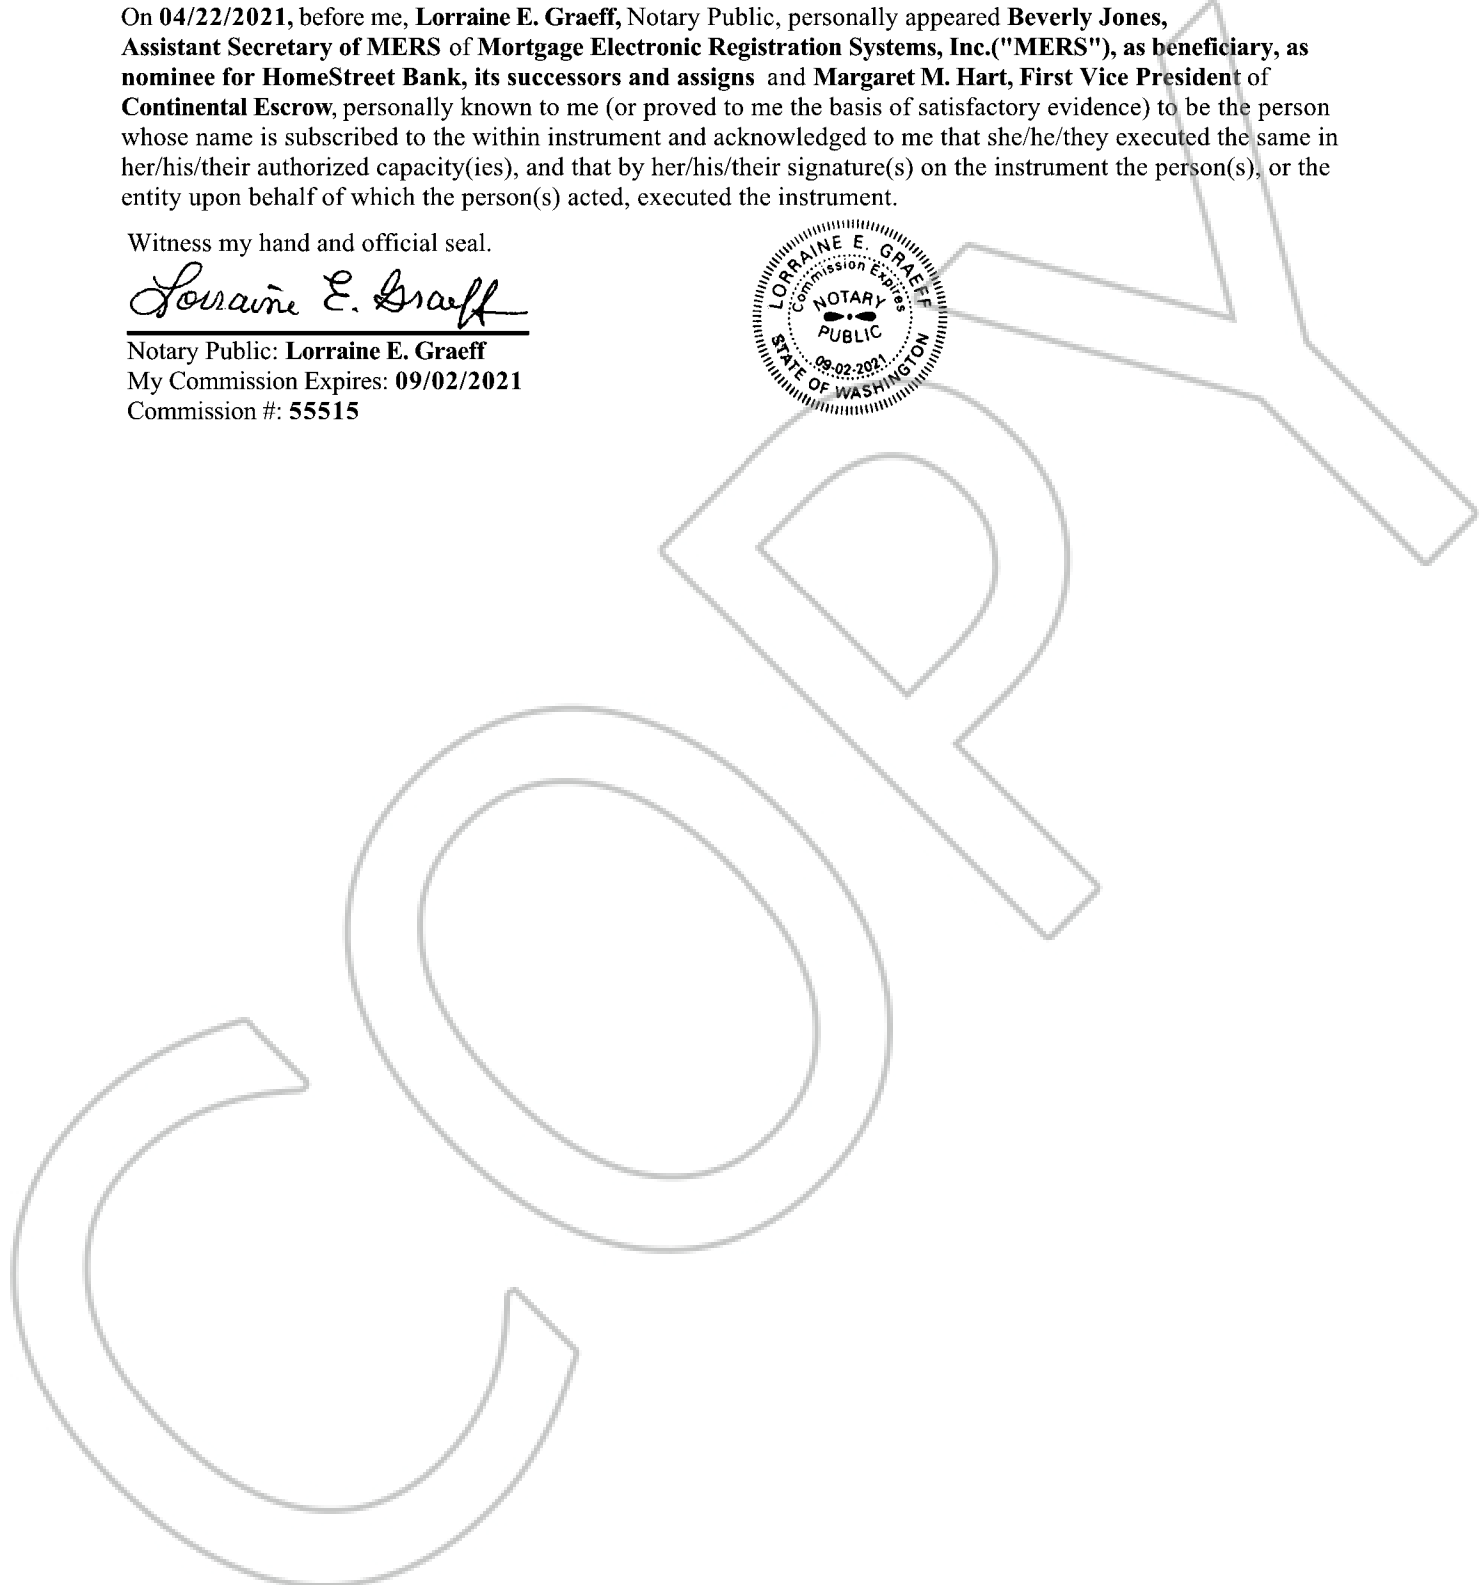 On 04/22/2021, before me, Lorraine E. Graeff, Notary Public, personally appeared Beverly Jones,
Assistant Secretary of MERS of Mortgage Electronic Registration Systems, Inc.("MERS"), as beneficiary, as
nominee for HomeStreet Bank, its successors and assigns and Margaret M. Hart, First Vice President of
Continental Escrow, personally known to me (or proved to me the basis of satisfactory evidence) to be the person
whose name is subscribed to the within instrument and acknowledged to me that she/he/they executed the same in
her/his/their authorized capacity(ies), and that by her/his/their signature(s) on the instrument the person(s), or the
entity upon behalf of which the person(s) acted, executed the instrument.
Witness my hand and official seal.
Lorraine E. Graeff
Notary Public: Lorraine E. Graeff
My Commission Expires: 09/02/2021
Commission #: 55515
LORRAINE E. GRAEFF
Commission Expires
NOTARY
PUBLIC
09-02-2021
STATE OF WASHINGTON
COPY